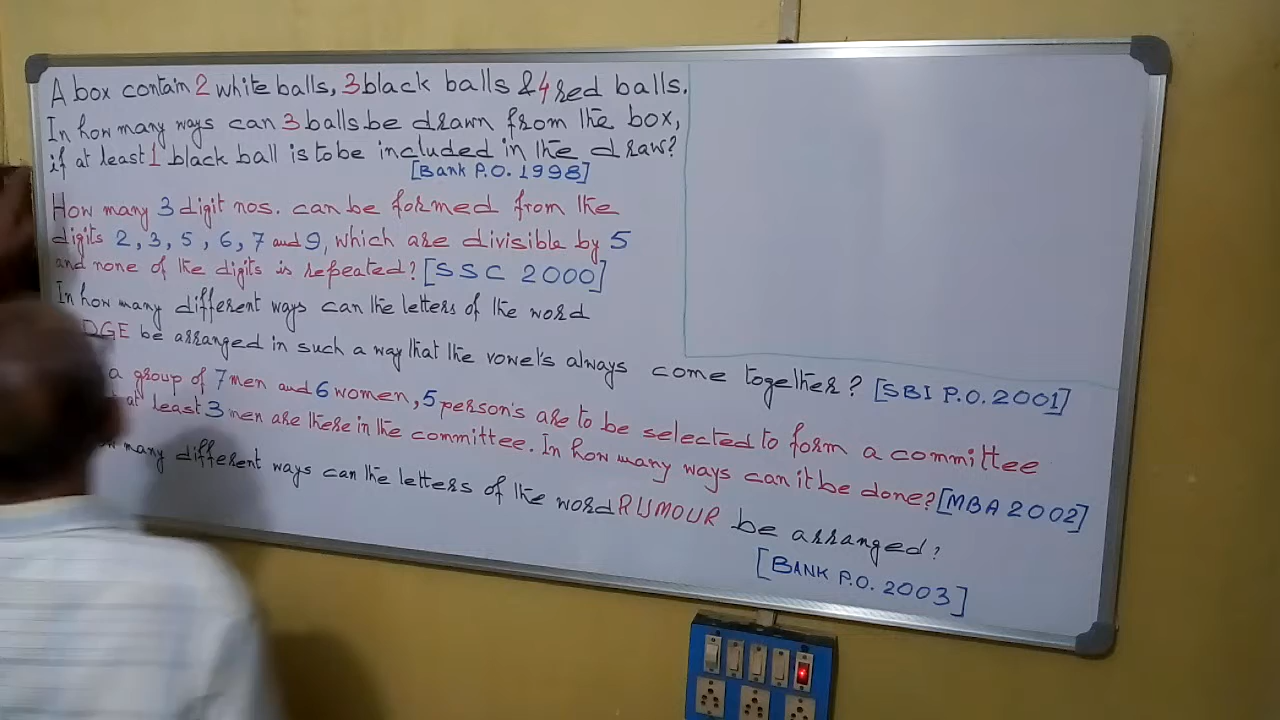 A box contain 2 white balls, 3 black balls & 4 red balls.
In how many ways can 3 balls be drawn from the box,
if at least 1 black ball is to be included in the draw?
[Bank P.O. 1998]
How many 3 digit nos. can be formed from the
digits 2, 3, 5, 6, 7 and 9, which are divisible by 5
and none of the digits is repeated? [SSC 2000]
In how many different ways can the letters of the word
DGE be arranged in such a way that the vowel's always come together? [SBI P.O. 2001]
a group of 7 men and 6 women, 5 person's are to be selected to form a committee
at least 3 men are there in the committee. In how many ways can it be done? [MBA 2002]
many different ways can the letters of the word RUMOUR be arranged?
[BANK P.O. 2003]